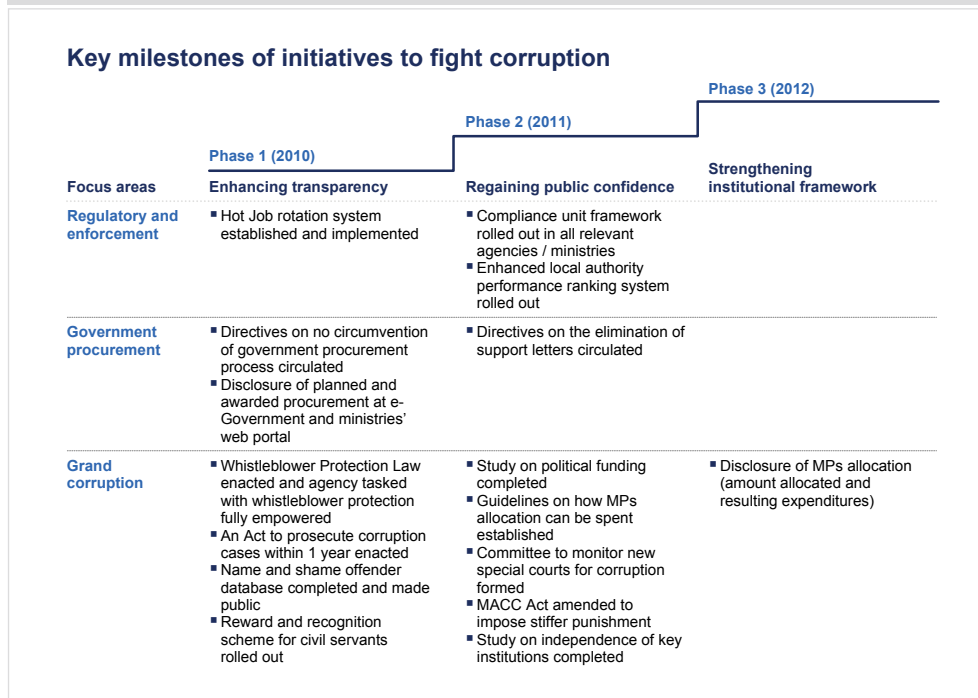 Key milestones of initiatives to fight corruption
Phase 3 (2012)
Phase 2 (2011)
Phase 1 (2010)
Focus areas
Enhancing transparency
Regaining public confidence
Strengthening
institutional framework
Regulatory and
enforcement
▪ Hot Job rotation system
established and implemented
▪ Compliance unit framework
rolled out in all relevant
agencies / ministries
▪ Enhanced local authority
performance ranking system
rolled out
Government
procurement
▪ Directives on no circumvention
of government procurement
process circulated
▪ Disclosure of planned and
awarded procurement at e-
Government and ministries’
web portal
▪ Directives on the elimination of
support letters circulated
Grand
corruption
▪ Whistleblower Protection Law
enacted and agency tasked
with whistleblower protection
fully empowered
▪ An Act to prosecute corruption
cases within 1 year enacted
▪ Name and shame offender
database completed and made
public
▪ Reward and recognition
scheme for civil servants
rolled out
▪ Study on political funding
completed
▪ Guidelines on how MPs
allocation can be spent
established
▪ Committee to monitor new
special courts for corruption
formed
▪ MACC Act amended to
impose stiffer punishment
▪ Study on independence of key
institutions completed
▪ Disclosure of MPs allocation
(amount allocated and
resulting expenditures)